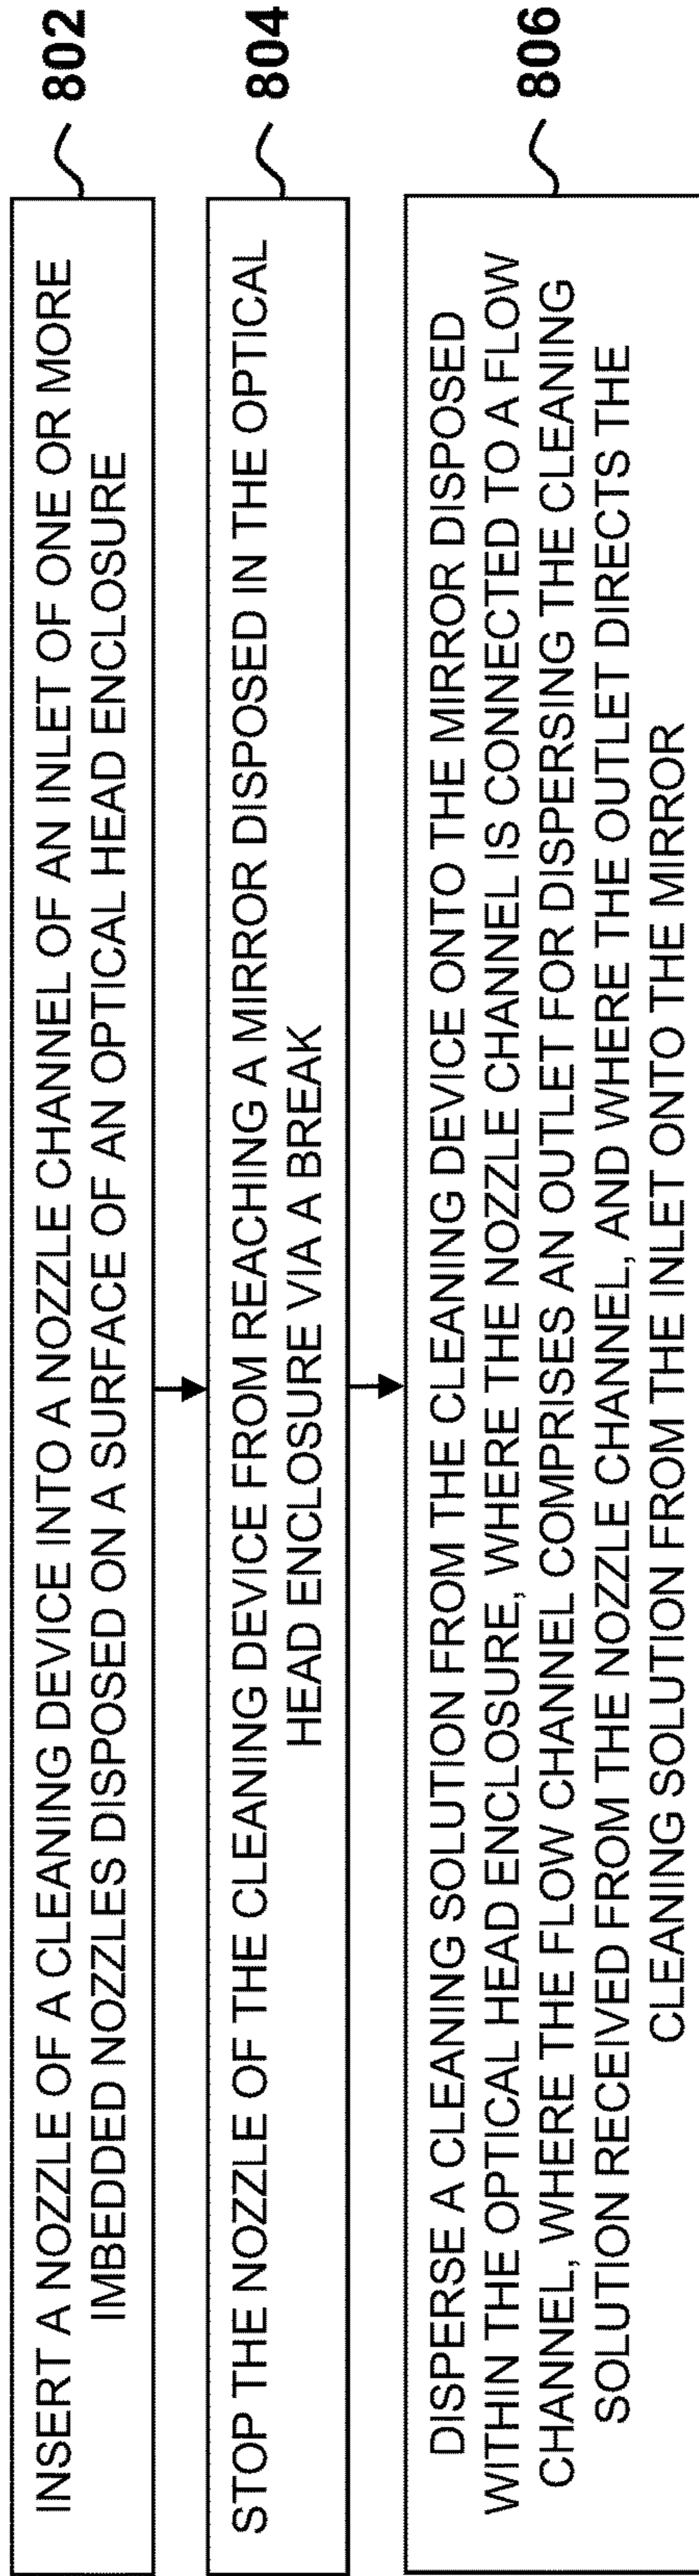 INSERT A NOZZLE OF A CLEANING DEVICE INTO A NOZZLE CHANNEL OF AN INLET OF ONE OR MORE
IMBEDDED NOZZLES DISPOSED ON A SURFACE OF AN OPTICAL HEAD ENCLOSURE
802
STOP THE NOZZLE OF THE CLEANING DEVICE FROM REACHING A MIRROR DISPOSED IN THE OPTICAL
HEAD ENCLOSURE VIA A BREAK
804
DISPERSE A CLEANING SOLUTION FROM THE CLEANING DEVICE ONTO THE MIRROR DISPOSED
WITHIN THE OPTICAL HEAD ENCLOSURE, WHERE THE NOZZLE CHANNEL IS CONNECTED TO A FLOW
CHANNEL, WHERE THE FLOW CHANNEL COMPRISES AN OUTLET FOR DISPERSING THE CLEANING
SOLUTION RECEIVED FROM THE NOZZLE CHANNEL, AND WHERE THE OUTLET DIRECTS THE
CLEANING SOLUTION FROM THE INLET ONTO THE MIRROR
806